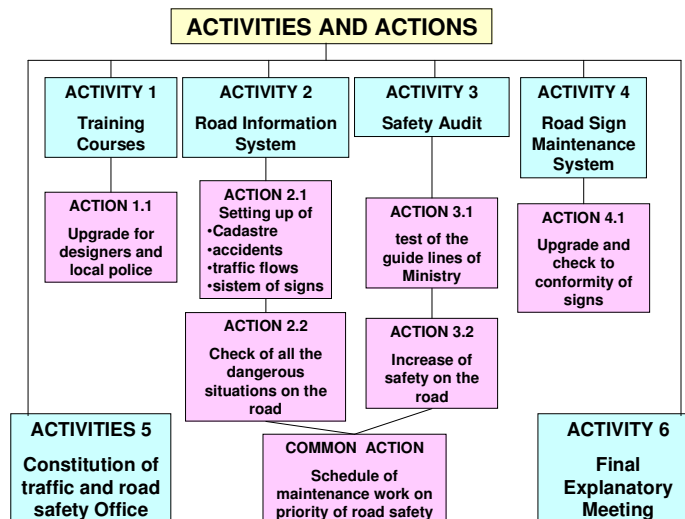 ACTIVITIES AND ACTIONS
ACTIVITY 1
Training
Courses
ACTIVITY 2
Road Information
System
ACTIVITY 3
Safety Audit
ACTIVITY 4
Road Sign
Maintenance
System
ACTION 1.1
Upgrade for
designers and
local police
ACTION 2.1
Setting up of
•Cadastre
•accidents
•traffic flows
•sistem of signs
ACTION 3.1
test of the
guide lines of
Ministry
ACTION 4.1
Upgrade and
check to
conformity of
signs
ACTION 2.2
Check of all the
dangerous
situations on the
road
ACTION 3.2
Increase of
safety on the
road
ACTIVITIES 5
Constitution of
traffic and road
safety Office
COMMON ACTION
Schedule of
maintenance work on
priority of road safety
ACTIVITY 6
Final
Explanatory
Meeting